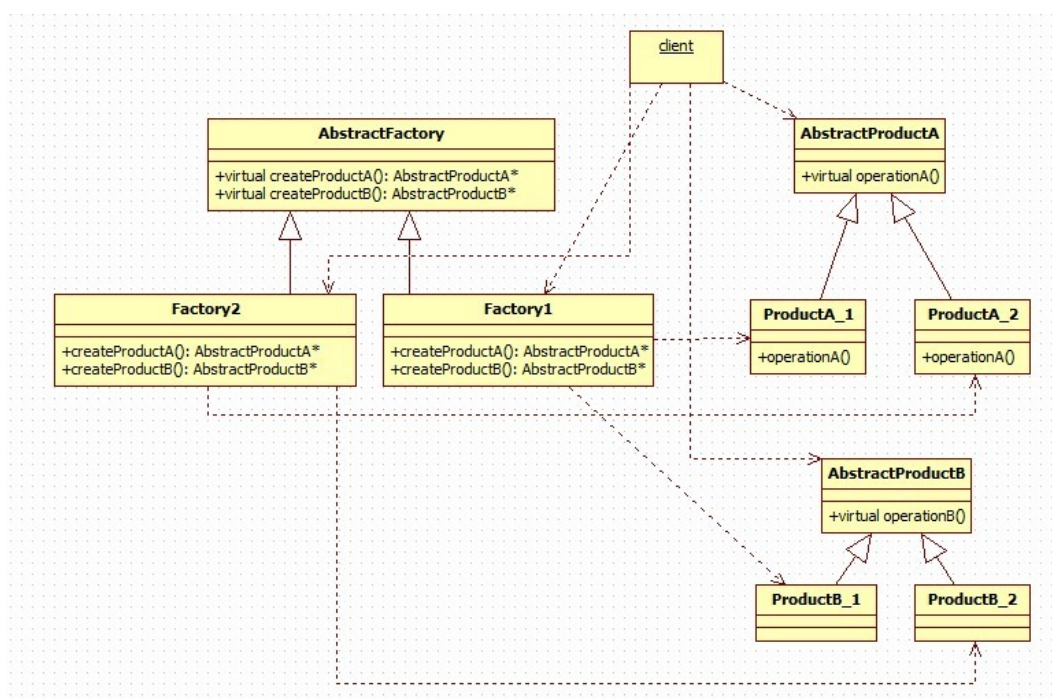 client
AbstractFactory
+virtual createProductA(): AbstractProductA*
+virtual createProductB(): AbstractProductB*
AbstractProductA
+virtual operationA()
Factory2
+createProductA(): AbstractProductA*
+createProductB(): AbstractProductB*
Factory1
+createProductA(): AbstractProductA*
+createProductB(): AbstractProductB*
ProductA_1
+operationA()
ProductA_2
+operationA()
AbstractProductB
+virtual operationB()
ProductB_1
ProductB_2